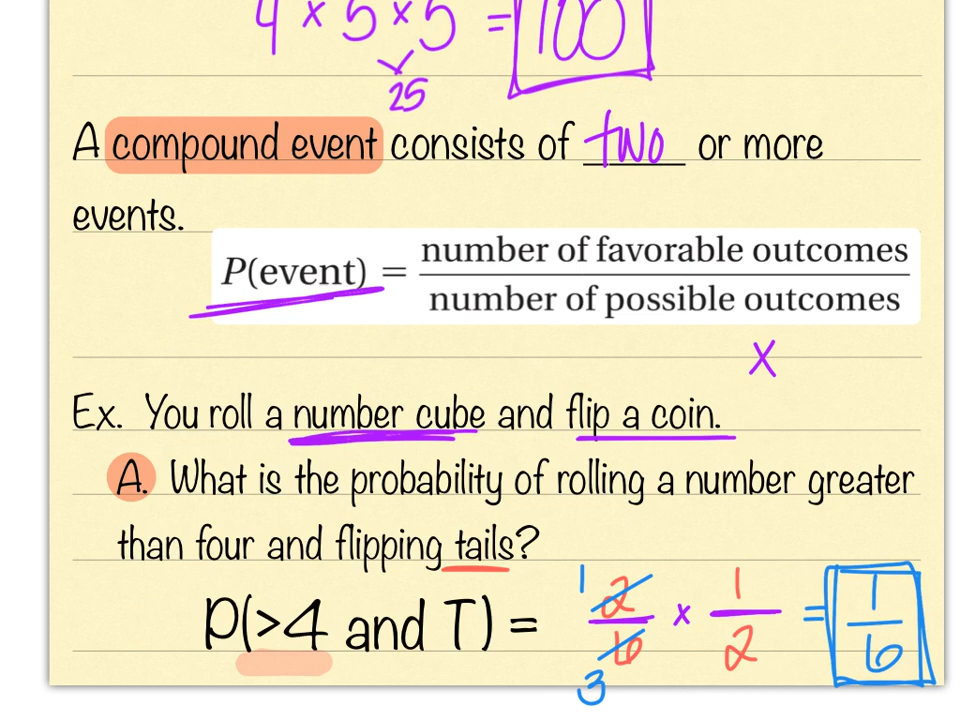 4 × 5 × 5 = 100
25
A compound event consists of two or more
events.
P(event) = number of favorable outcomes / number of possible outcomes
x
Ex. You roll a number cube and flip a coin.
A. What is the probability of rolling a number greater
than four and flipping tails?
P(>4 and T) = 2/6 x 1/2 = 1/6
1
3